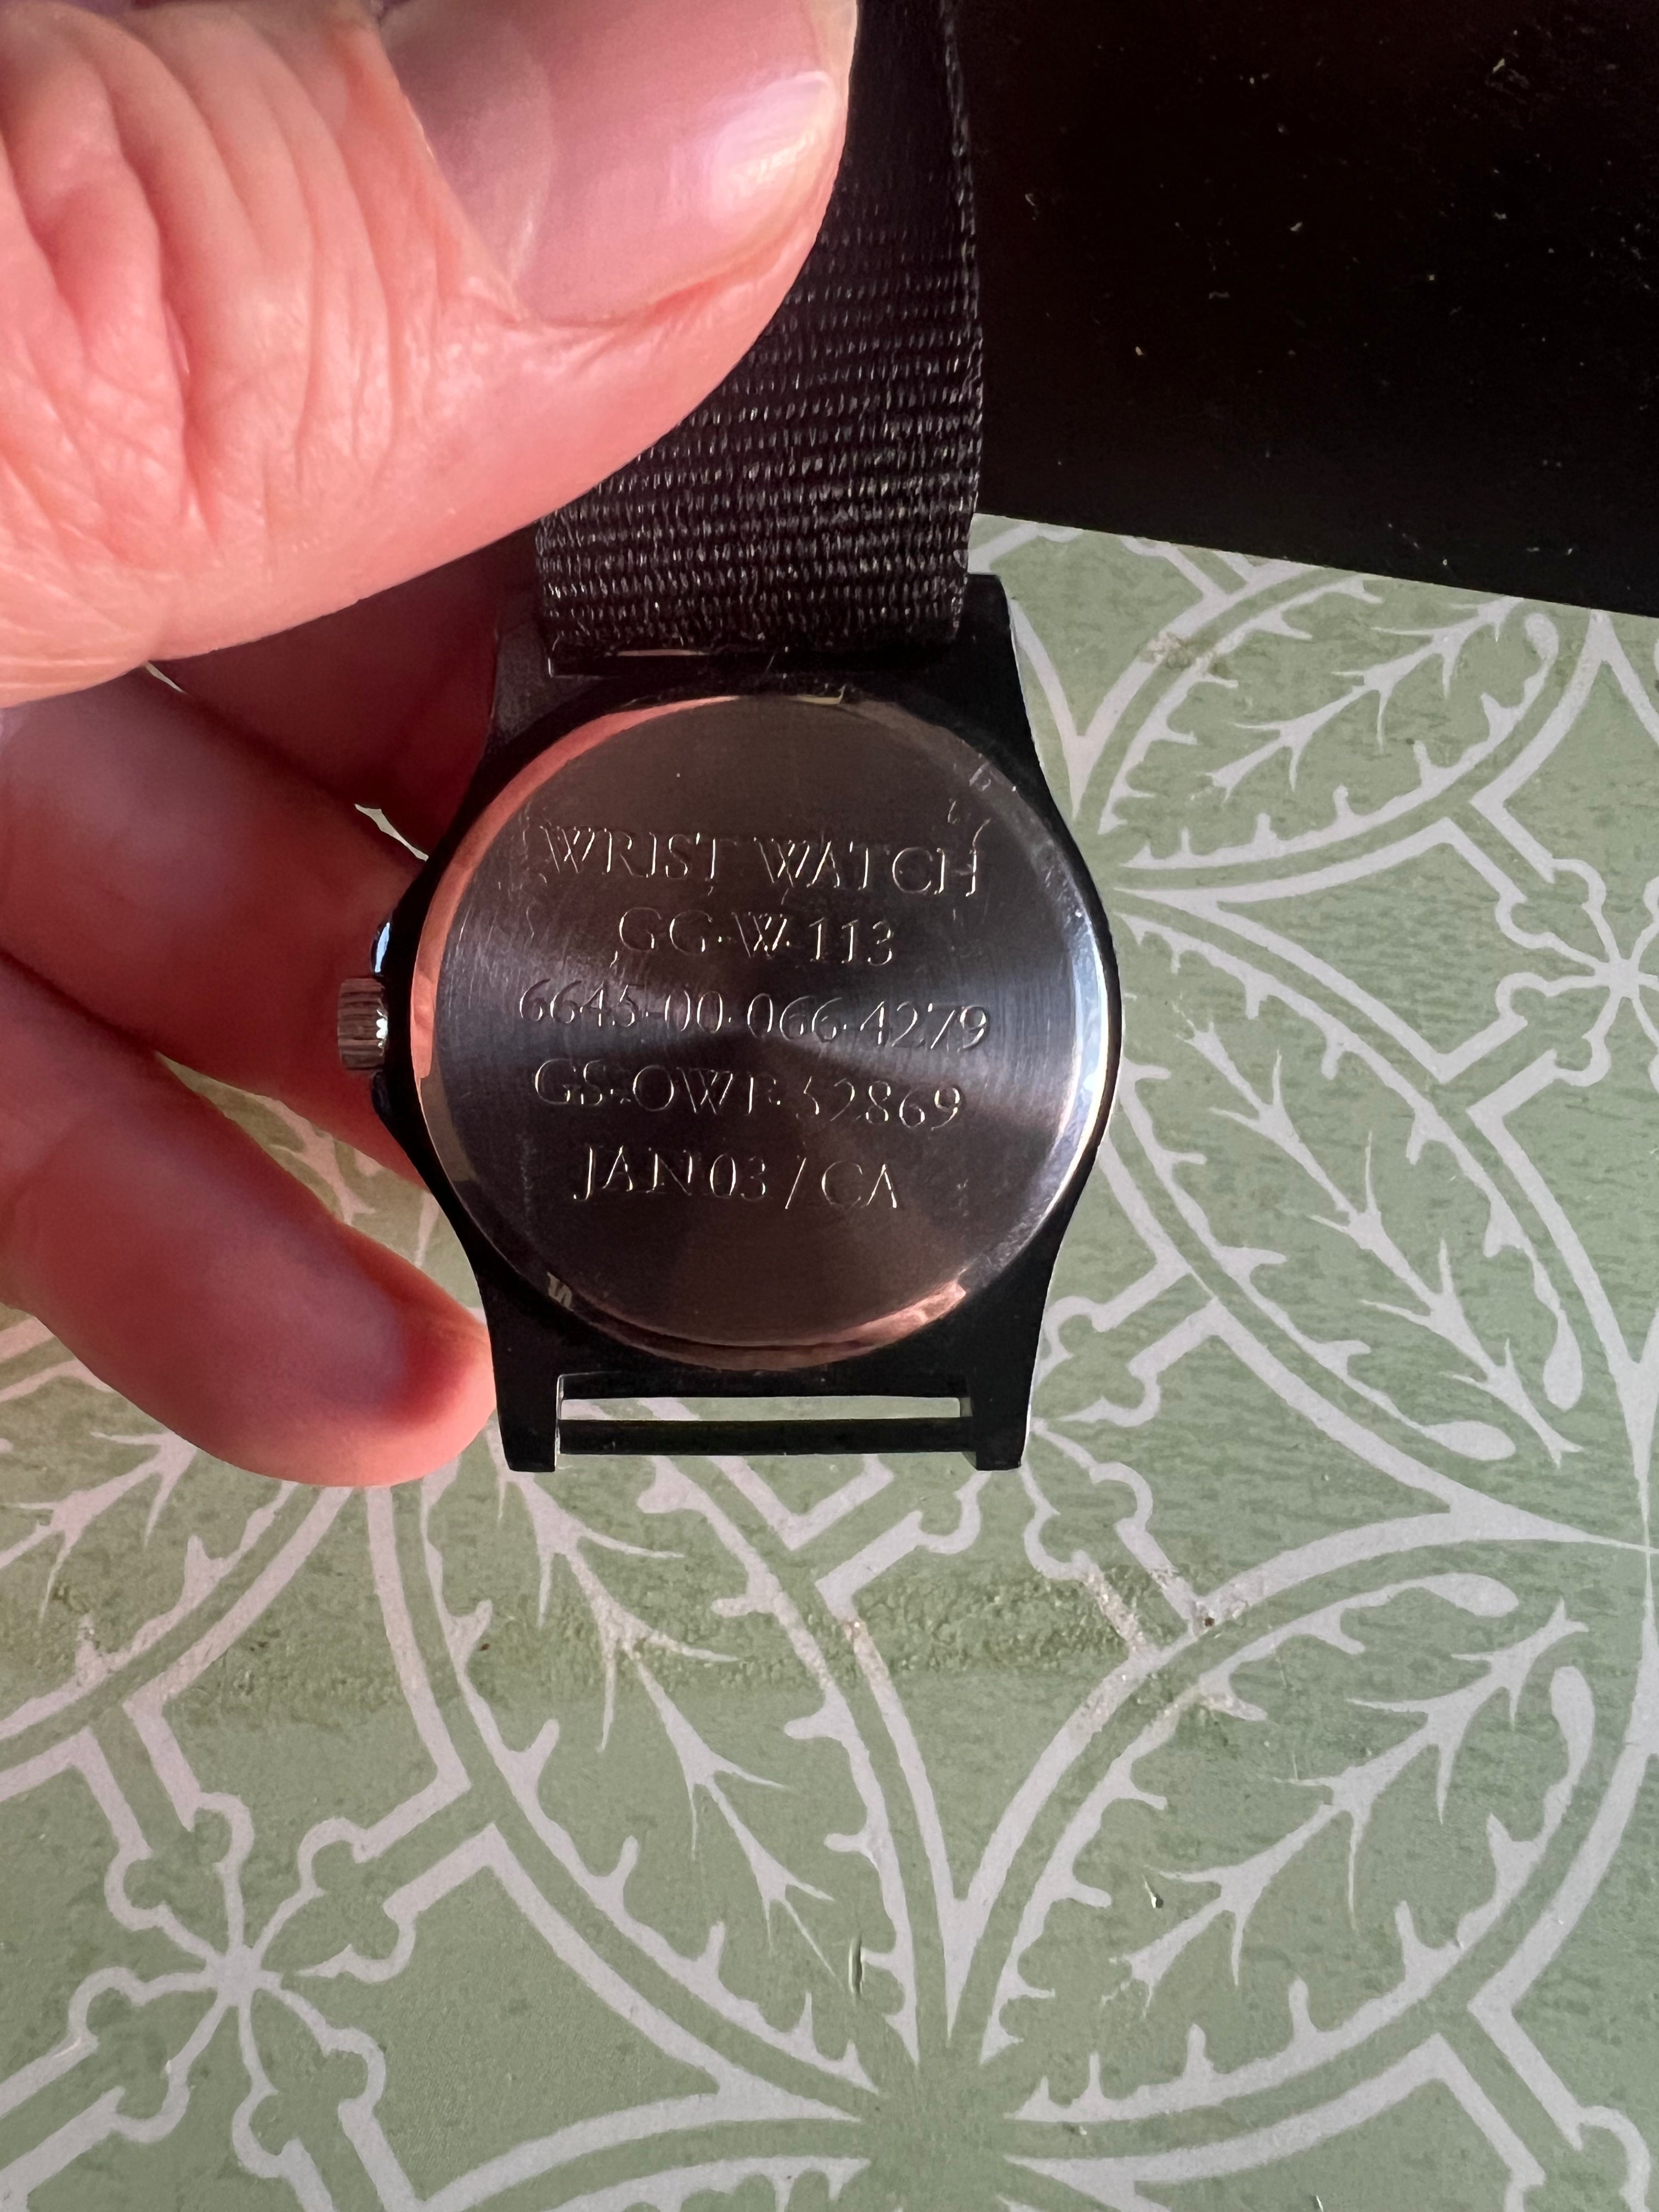 WRIST WATCH
GG-W-113
6645-00-066-4279
GS-OWF-52869
JAN 03 / CA